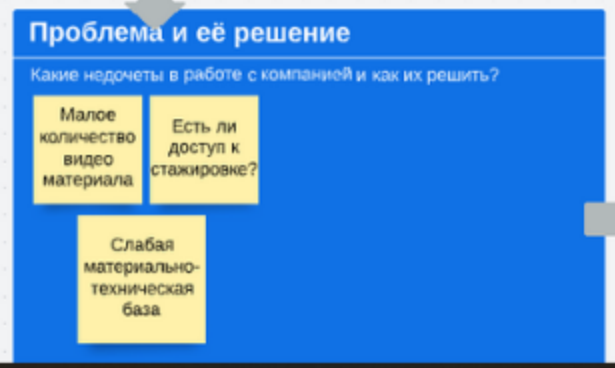 Проблема и её решение
Какие недочеты в работе с компанией и как их решить?
Малое
количество
видео
материала
Есть ли
доступ к
стажировке?
Слабая
материально-
техническая
база